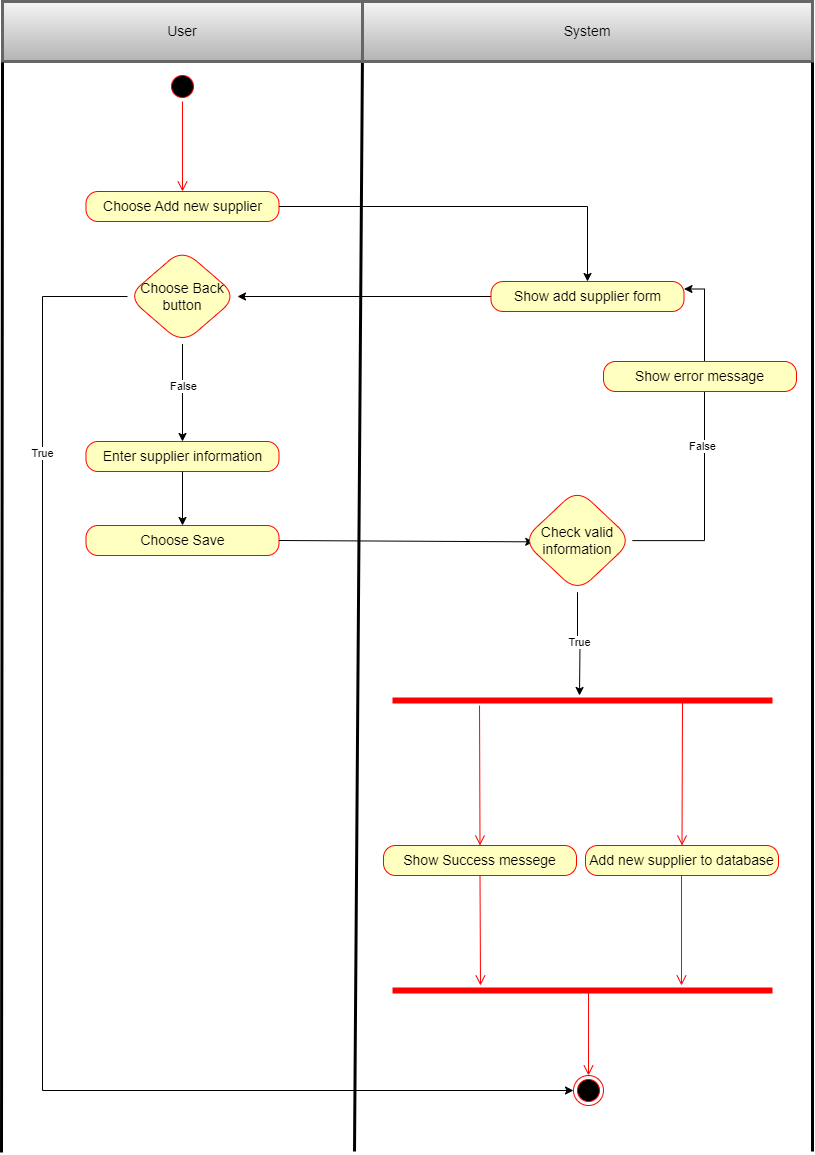 User
System
Choose Add new supplier
Choose Back
button
Show add supplier form
Show error message
False
True
Enter supplier information
False
Choose Save
Check valid
information
True
Show Success messege
Add new supplier to database